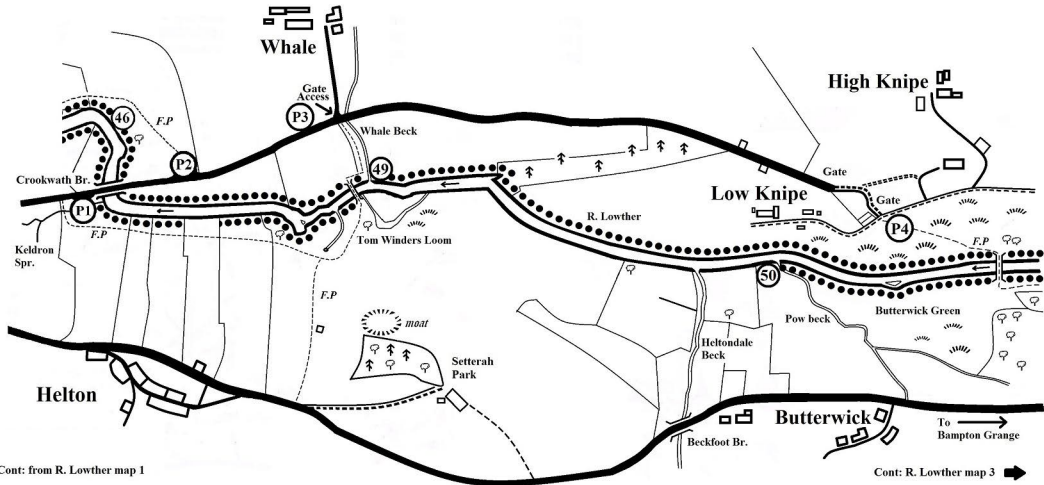 Whale
High Knipe
Gate
Access
P3
46
F.P
Whale Beck
P2
49
Crookwath Br.
Gate
Low Knipe
Gate
P1
R. Lowther
P4
F.P
F.P
Tom Winders Loom
Keldron
Spr.
50
F.P
Pow beck
Butterwick Green
moat
Heltondale
Beck
Setterah
Park
Helton
Butterwick
To
Bampton Grange
Beckfoot Br.
Cont: from R. Lowther map 1
Cont: R. Lowther map 3